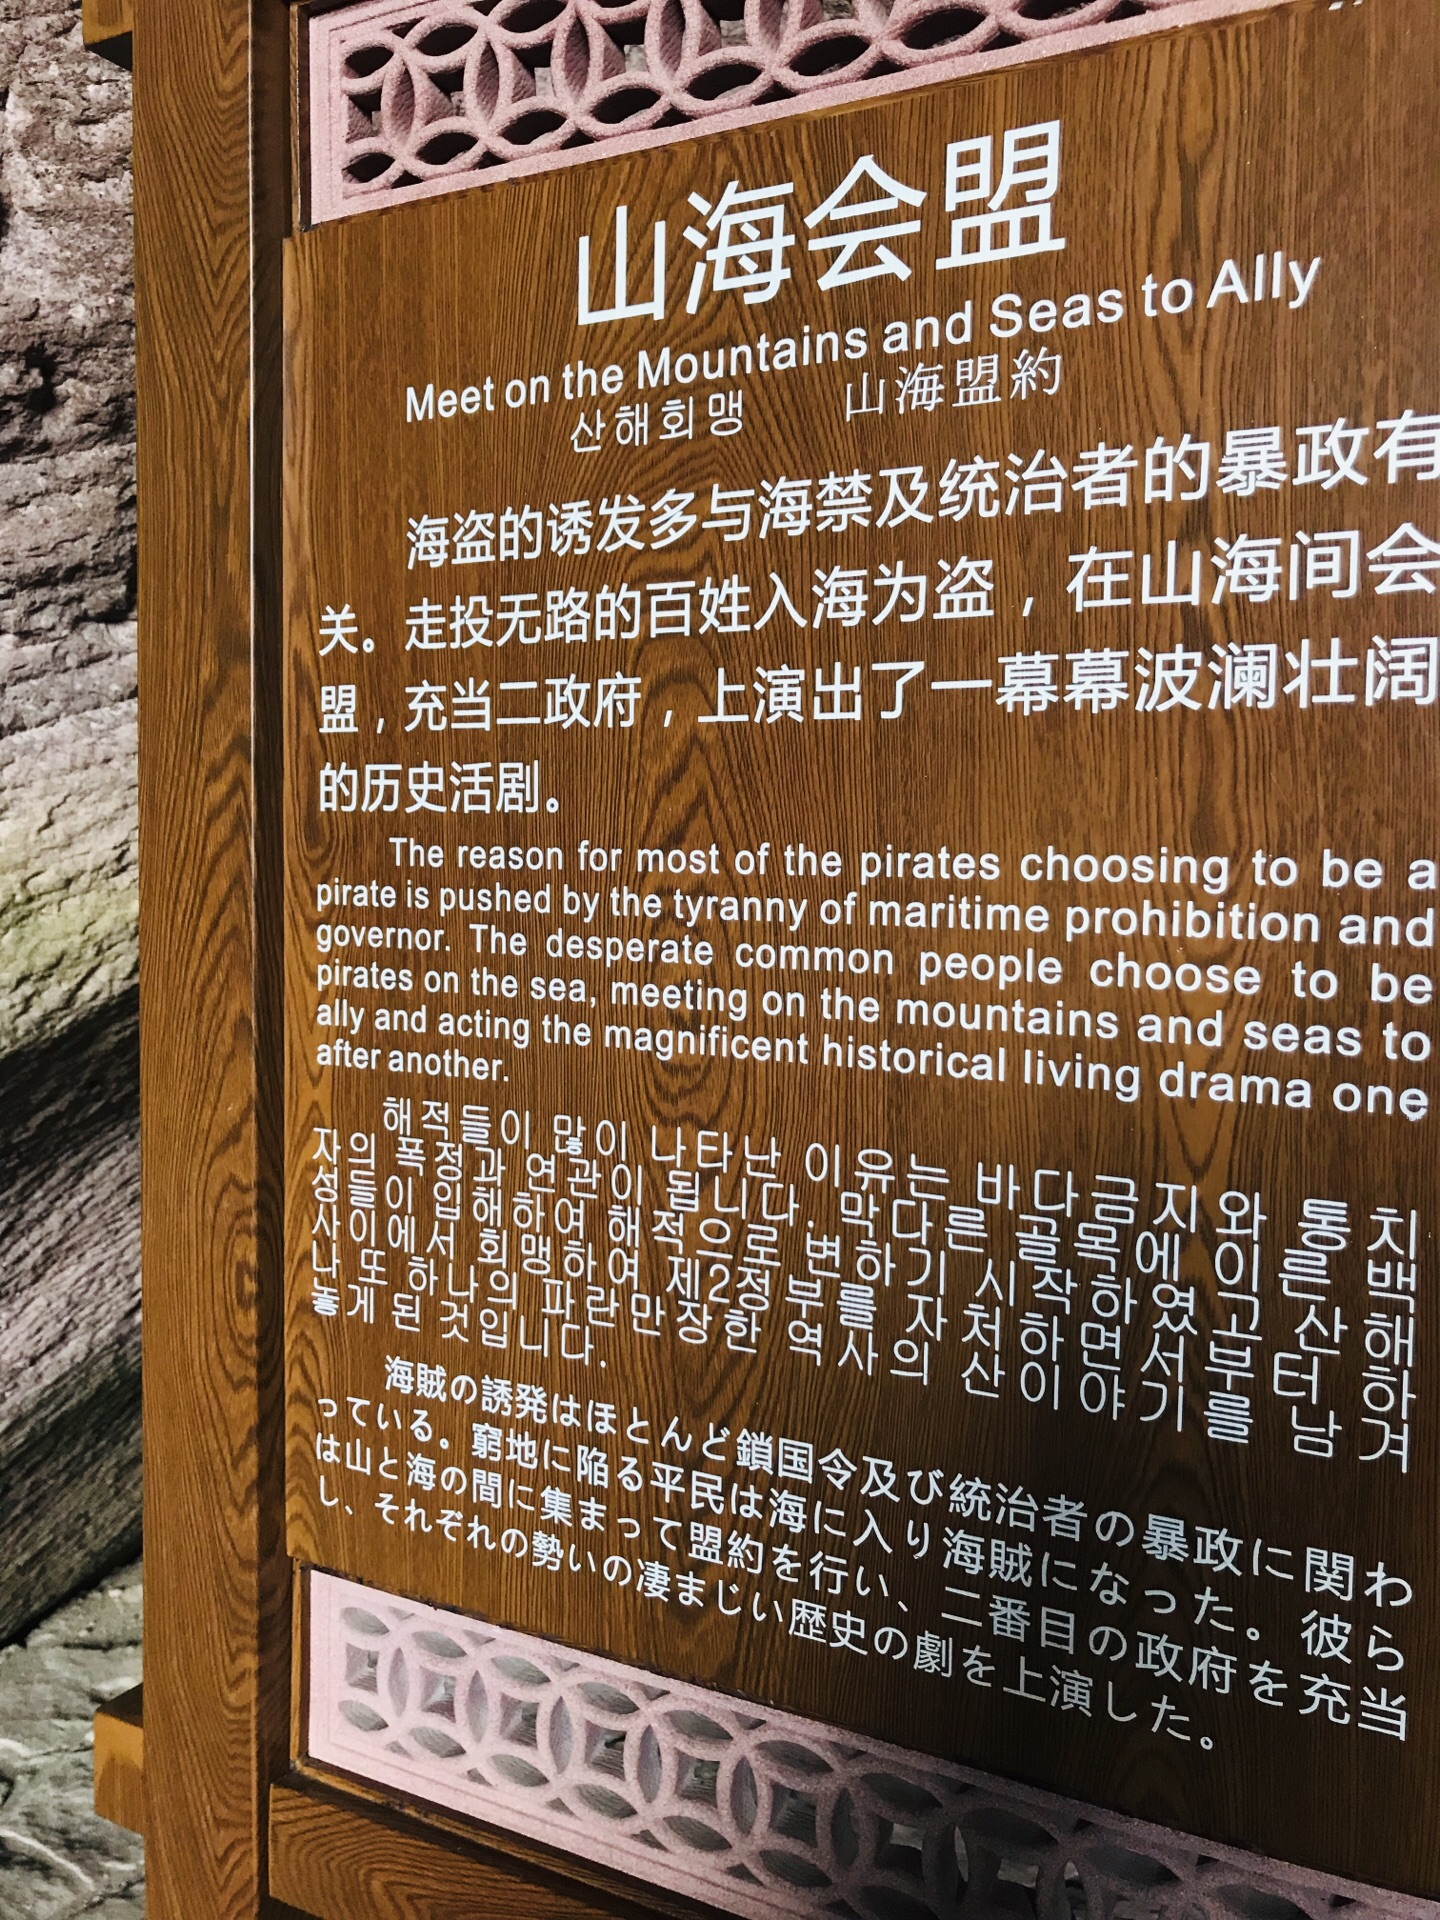 山海会盟
Meet on the Mountains and Seas to Ally
산해회맹 山海盟約
海盗的诱发多与海禁及统治者的暴政有
关。走投无路的百姓入海为盗，在山海间会
盟，充当二政府，上演出了一幕幕波澜壮阔
的历史活剧。
The reason for most of the pirates choosing to be a
pirate is pushed by the tyranny of maritime prohibition and
governor. The desperate common people choose to be
pirates on the sea, meeting on the mountains and seas to
ally and acting the magnificent historical living drama one
after another.
해적들이 많이 나타난 이유는 바다금지와 통치
자의 폭정과 연관이 됩니다. 막다른 골목에 이른 백
성들이 입해하여 해적으로 변하기 시작하였고 산해
사이에서 회맹하여 제2정부를 자처하면서부터 하
나 또 하나의 파란만장한 역사의 산이야기를 남겨
놓게 된 것입니다.
海賊の誘発はほとんど鎖国令及び統治者の暴政に関わ
っている。窮地に陥る平民は海に入り海賊になった。彼ら
は山と海の間に集まって盟約を行い、二番目の政府を充当
し、それぞれの勢いの凄まじい歴史の劇を上演した。